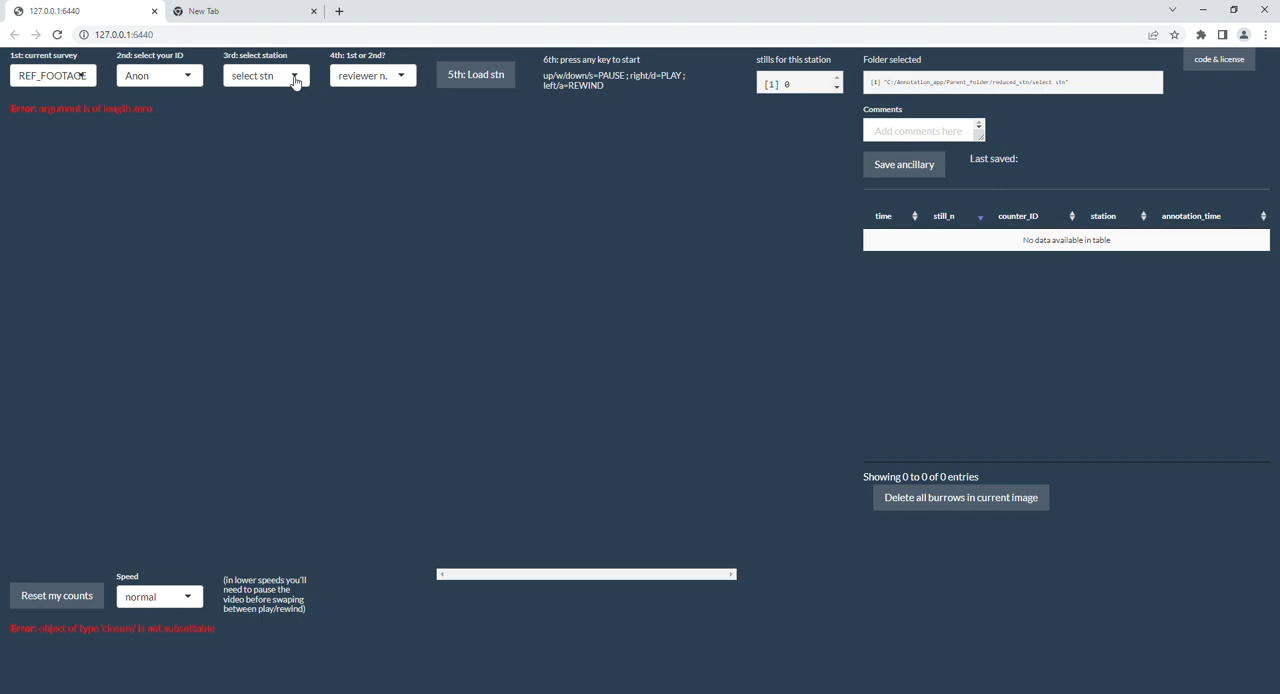 127.0.0.1:6440
New Tab
127.0.0.1:6440
1st: current survey
2nd: select your ID
3rd: select station
4th: 1st or 2nd?
REF_FOOTAGE
Anon
select stn
reviewer n.
5th: Load stn
6th: press any key to start
up/w/down/s=PAUSE ; right/d=PLAY ;
left/a=REWIND
stills for this station
[1] 0
Folder selected
[1] "C:/Annotation_app/Parent_folder/reduced_stn/select stn"
code & license
Error: argument is of length zero
Comments
Add comments here
Save ancillary
Last saved:
time
still_n
counter_ID
station
annotation_time
No data available in table
Showing 0 to 0 of 0 entries
Delete all burrows in current image
Reset my counts
Speed
normal
(in lower speeds you'll
need to pause the
video before swaping
between play/rewind)
Error: object of type 'closure' is not subsettable